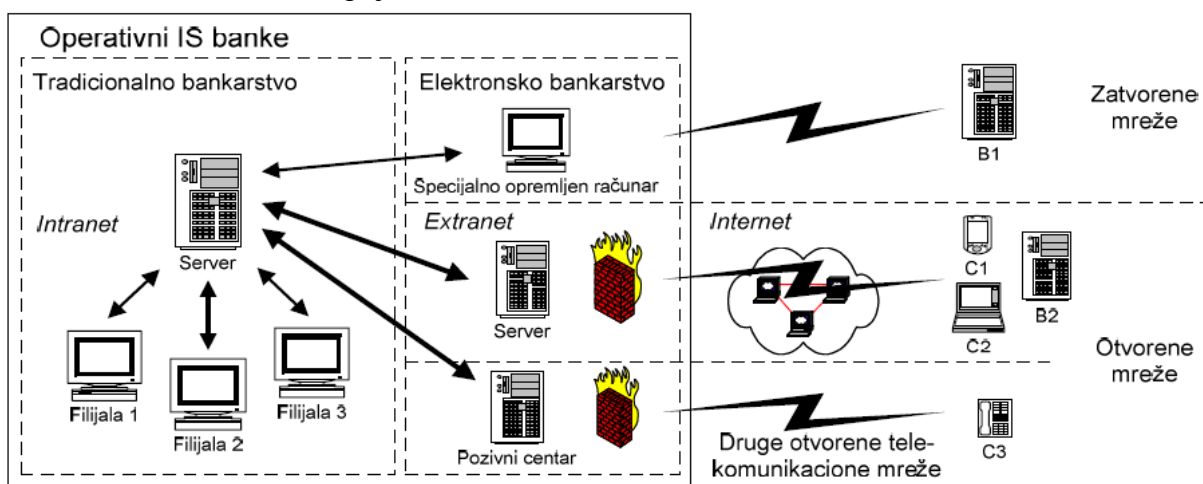 Operativni IS banke
Tradicionalno bankarstvo
Elektronsko bankarstvo
Zatvorene
mreže
B1
Specijalno opremljen računar
Intranet
Server
Extranet
Internet
Server
C1
C2
B2
Otvorene
mreže
Filijala 1
Filijala 2
Filijala 3
Pozivni centar
Druge otvorene tele-
komunikacione mreže
C3